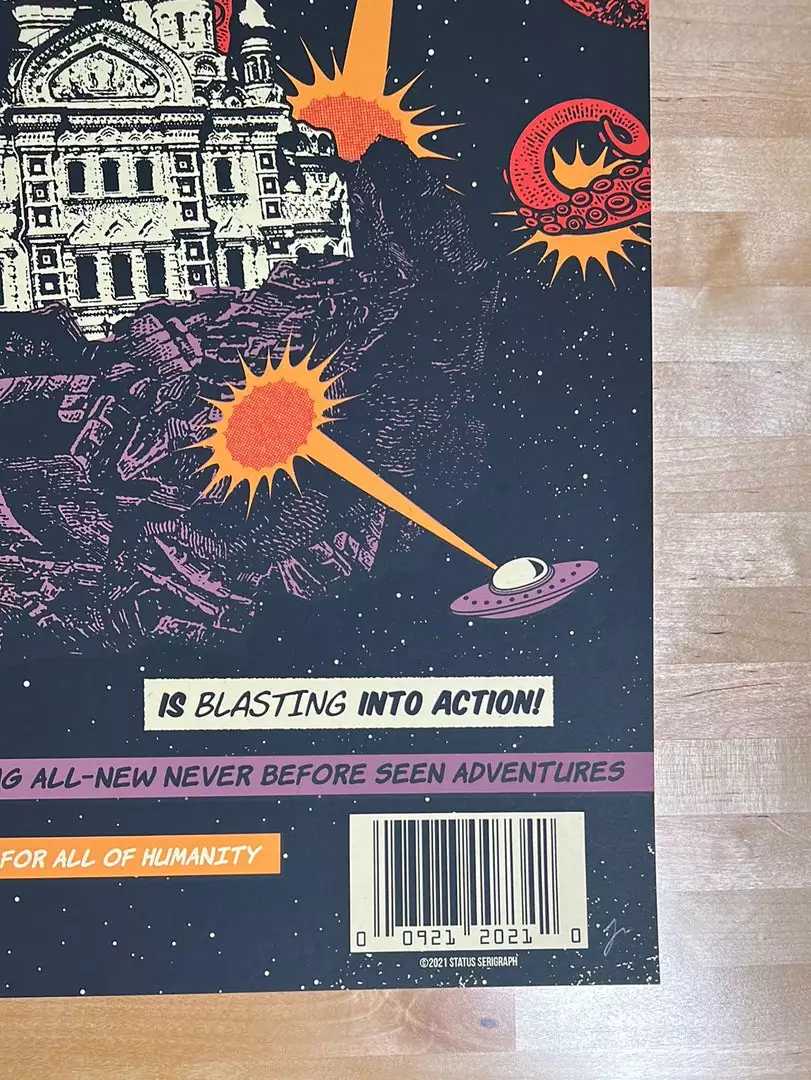 IS BLASTING INTO ACTION!
ALL-NEW NEVER BEFORE SEEN ADVENTURES
FOR ALL OF HUMANITY
0 0921 2021 0
©2021 STATUS SERIGRAPH